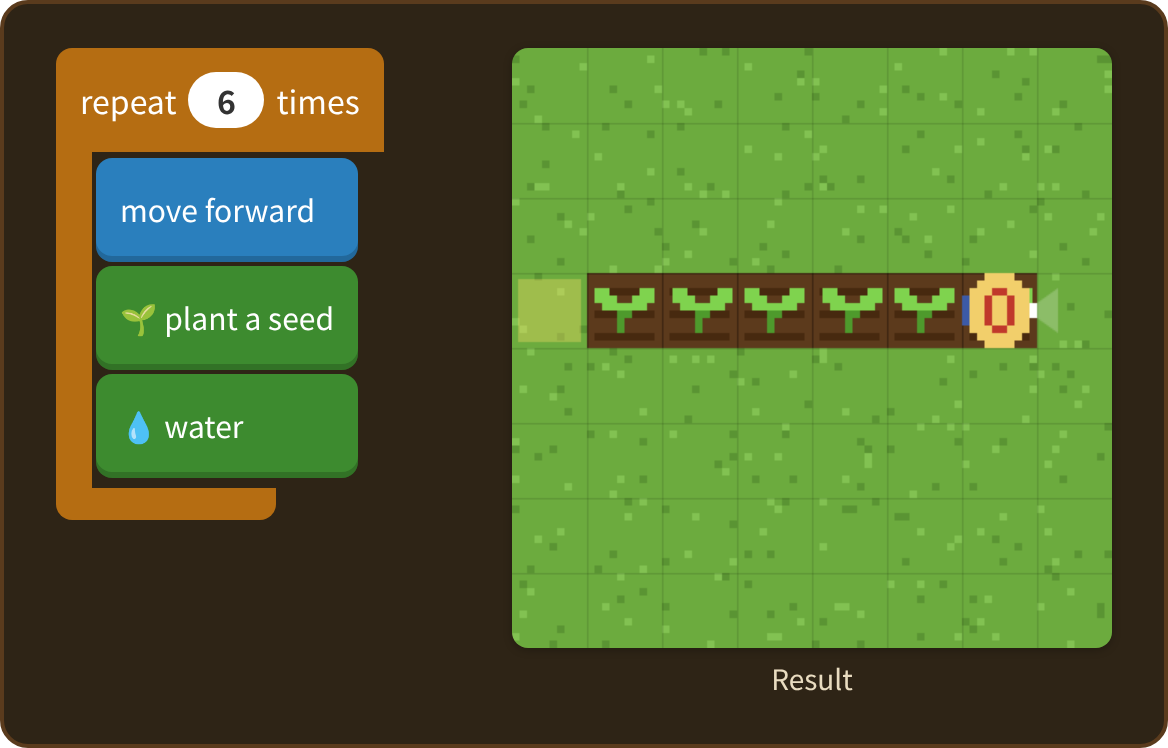 repeat 6 times
move forward
🌱 plant a seed
💧 water
Result